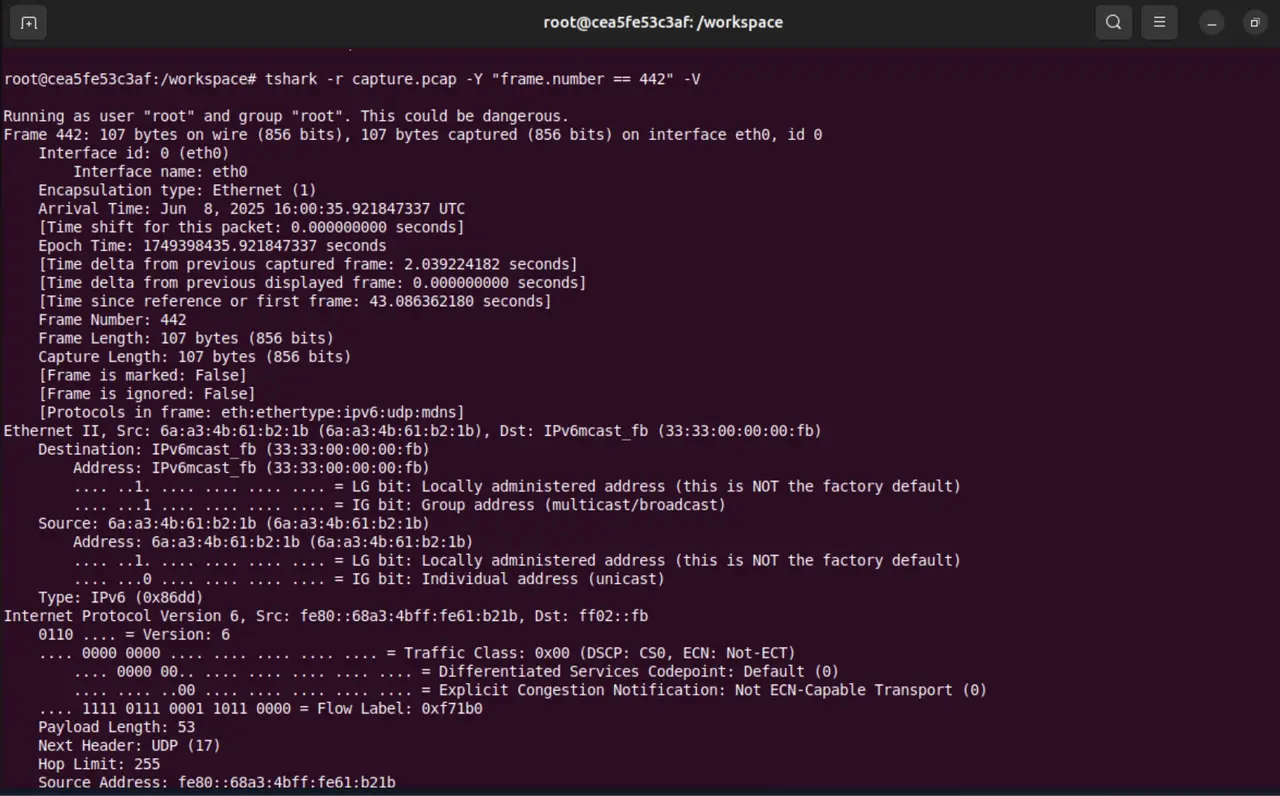 root@cea5fe53c3af: /workspace
root@cea5fe53c3af:/workspace# tshark -r capture.pcap -Y "frame.number == 442" -V
Running as user "root" and group "root". This could be dangerous.
Frame 442: 107 bytes on wire (856 bits), 107 bytes captured (856 bits) on interface eth0, id 0
    Interface id: 0 (eth0)
        Interface name: eth0
    Encapsulation type: Ethernet (1)
    Arrival Time: Jun  8, 2025 16:00:35.921847337 UTC
    [Time shift for this packet: 0.000000000 seconds]
    Epoch Time: 1749398435.921847337 seconds
    [Time delta from previous captured frame: 2.039224182 seconds]
    [Time delta from previous displayed frame: 0.000000000 seconds]
    [Time since reference or first frame: 43.086362180 seconds]
    Frame Number: 442
    Frame Length: 107 bytes (856 bits)
    Capture Length: 107 bytes (856 bits)
    [Frame is marked: False]
    [Frame is ignored: False]
    [Protocols in frame: eth:ethertype:ipv6:udp:mdns]
Ethernet II, Src: 6a:a3:4b:61:b2:1b (6a:a3:4b:61:b2:1b), Dst: IPv6mcast_fb (33:33:00:00:00:fb)
    Destination: IPv6mcast_fb (33:33:00:00:00:fb)
        Address: IPv6mcast_fb (33:33:00:00:00:fb)
        .... ..1. .... .... .... .... = LG bit: Locally administered address (this is NOT the factory default)
        .... ...1 .... .... .... .... = IG bit: Group address (multicast/broadcast)
    Source: 6a:a3:4b:61:b2:1b (6a:a3:4b:61:b2:1b)
        Address: 6a:a3:4b:61:b2:1b (6a:a3:4b:61:b2:1b)
        .... ..1. .... .... .... .... = LG bit: Locally administered address (this is NOT the factory default)
        .... ...0 .... .... .... .... = IG bit: Individual address (unicast)
    Type: IPv6 (0x86dd)
Internet Protocol Version 6, Src: fe80::68a3:4bff:fe61:b21b, Dst: ff02::fb
    0110 .... = Version: 6
    .... 0000 0000 .... .... .... .... .... = Traffic Class: 0x00 (DSCP: CS0, ECN: Not-ECT)
        .... 0000 00.. .... .... .... .... .... = Differentiated Services Codepoint: Default (0)
        .... .... ..00 .... .... .... .... .... = Explicit Congestion Notification: Not ECN-Capable Transport (0)
    .... 1111 0111 0001 1011 0000 = Flow Label: 0xf71b0
    Payload Length: 53
    Next Header: UDP (17)
    Hop Limit: 255
    Source Address: fe80::68a3:4bff:fe61:b21b